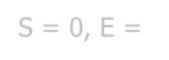 S = 0, E =